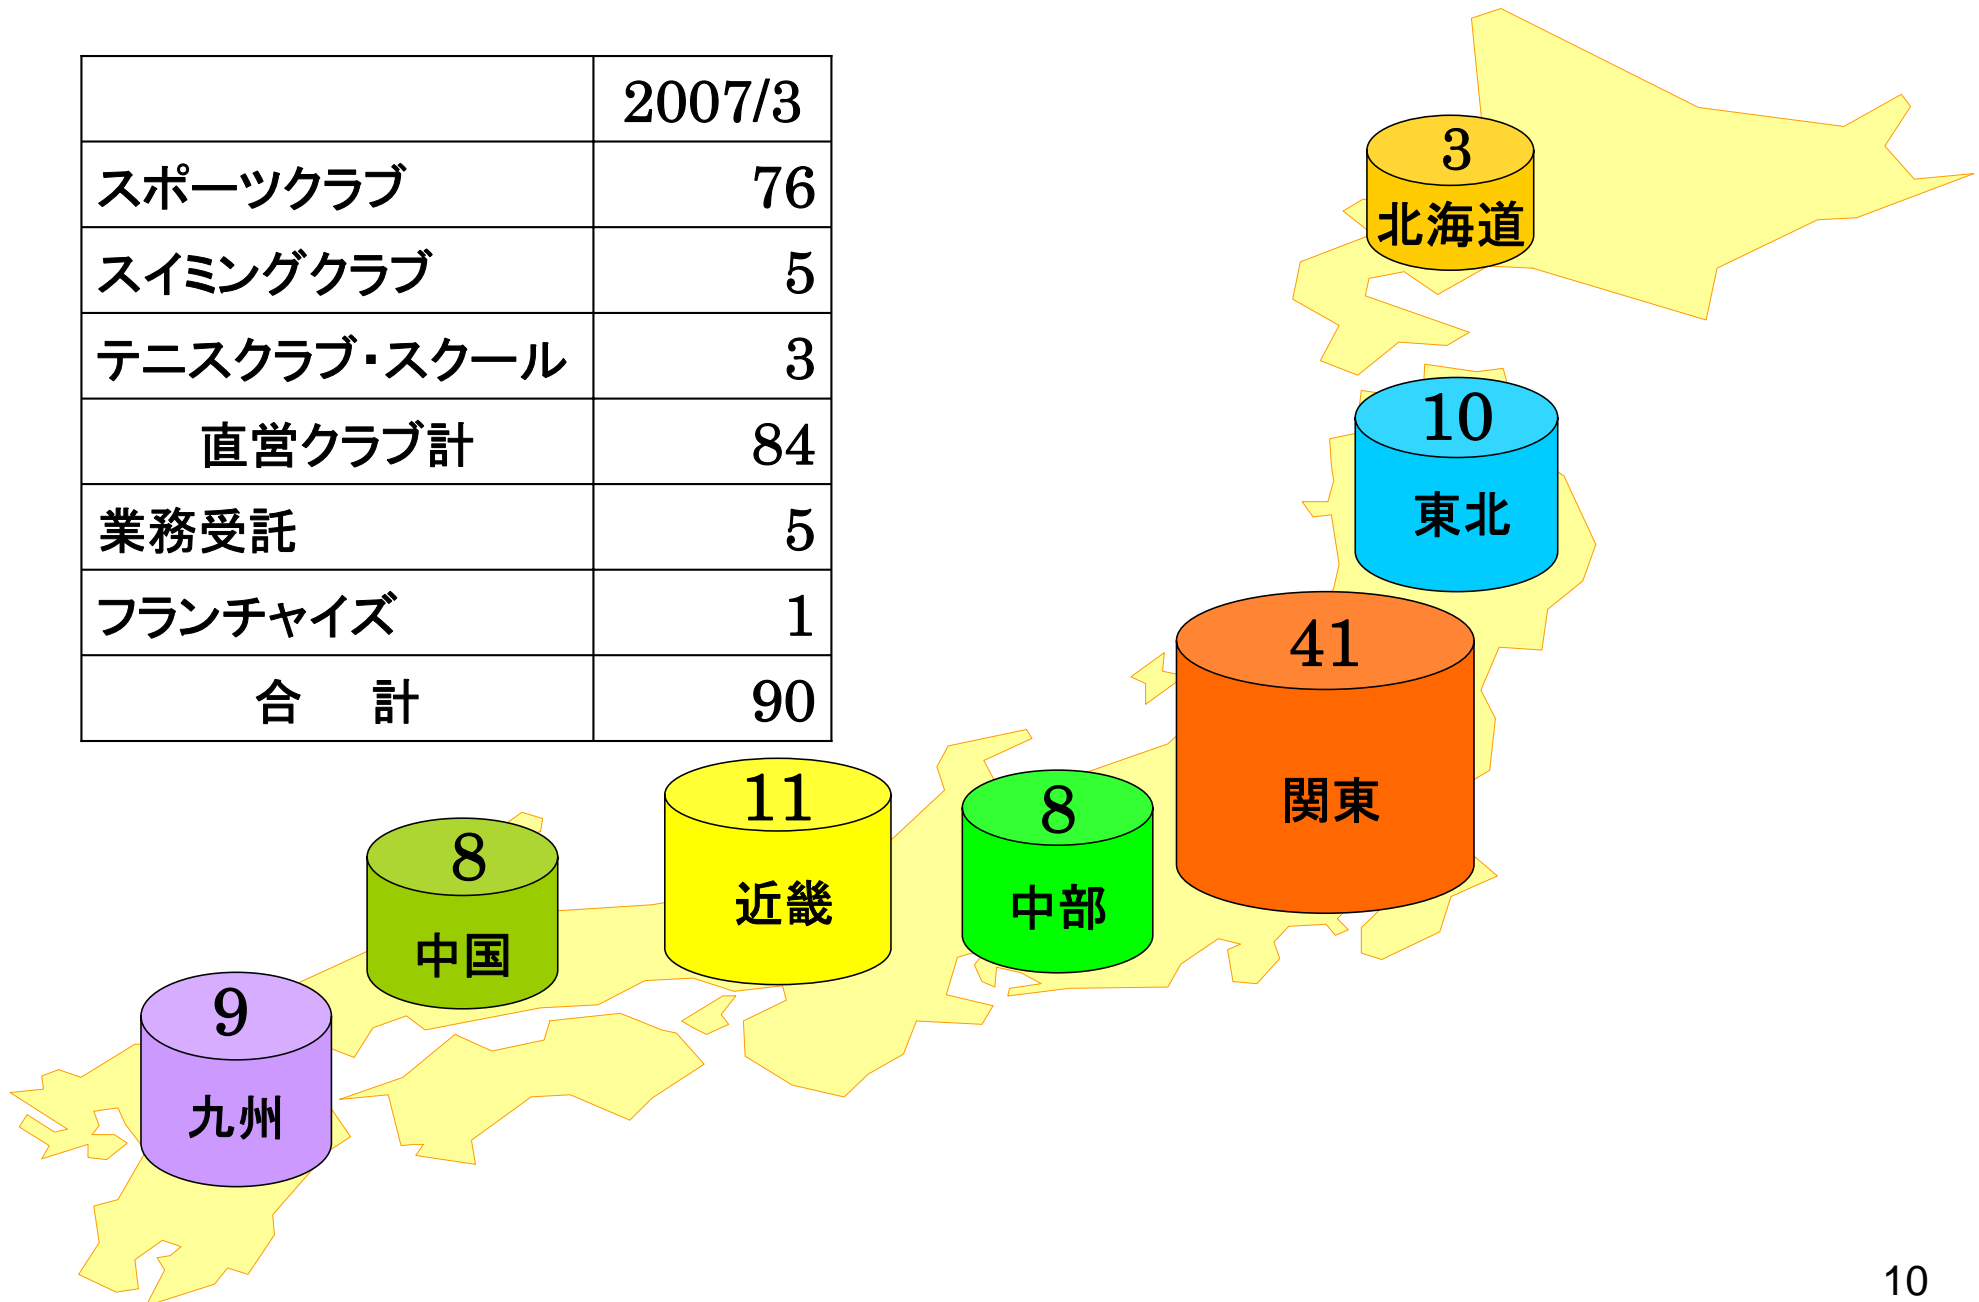 2007/3
スポーツクラブ 76
スイミングクラブ 5
テニスクラブ・スクール 3
直営クラブ計 84
業務受託 5
フランチャイズ 1
合 計 90
3
北海道
10
東北
41
関東
8
中部
11
近畿
8
中国
9
九州
10